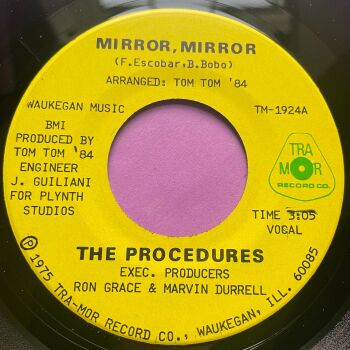 MIRROR, MIRROR
(F.Escobar,B.Bobo)
ARRANGED: TOM TOM '84
WAUKEGAN MUSIC
TM-1924A
BMI
PRODUCED BY
TOM TOM '84
ENGINEER
J. GUILIANI
FOR PLYNTH
STUDIOS
TRA
MOR
RECORD CO.
TIME 3:05
VOCAL
THE PROCEDURES
EXEC. PRODUCERS
RON GRACE & MARVIN DURRELL
Ⓟ 1975 TRA-MOR RECORD CO., WAUKEGAN, ILL. 60085